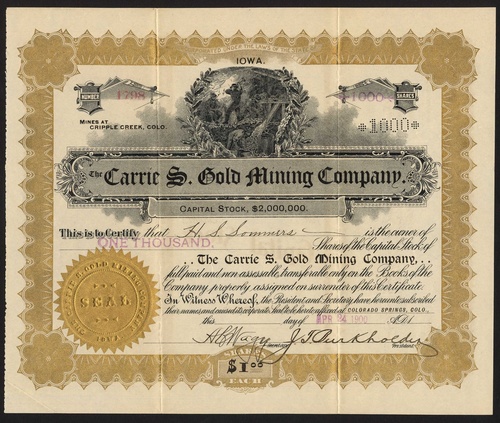 INCORPORATED UNDER THE LAWS OF THE STATE
IOWA.
NUMBER
1798
1000
SHARES
MINES AT
CRIPPLE CREEK, COLO.
1000
The Carrie S. Gold Mining Company.
CAPITAL STOCK, $2,000,000.
This is to Certify that H. S. Sommers is the owner of
ONE THOUSAND. Shares of the Capital Stock of
The Carrie S. Gold Mining Company,
full paid and non assessable, transferable only on the Books of the
Company properly assigned on surrender of this Certificate.
In Witness Whereof, the President and Secretary have hereunto subscribed
their names and caused its corporate Seal to be hereto affixed at COLORADO SPRINGS, COLO.,
this day of 24 1900
SEAL
IOWA
J. T. Burkholder
SECRETARY
President
SHARES
$1.00
EACH